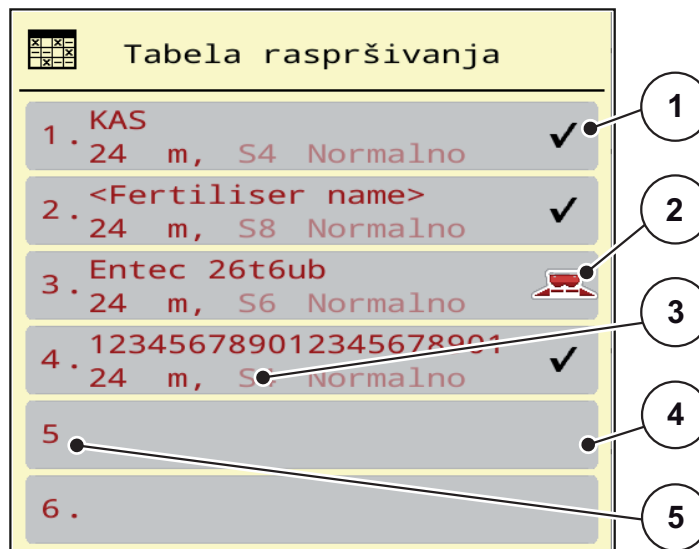 Tabela raspršivanja
1. KAS
24 m, S4 Normalno
1
2. <Fertiliser name>
24 m, S8 Normalno
2
3. Entec 26t6ub
24 m, S6 Normalno
3
4. 123456789012345678901
24 m, Normalno
5
4
6.
5